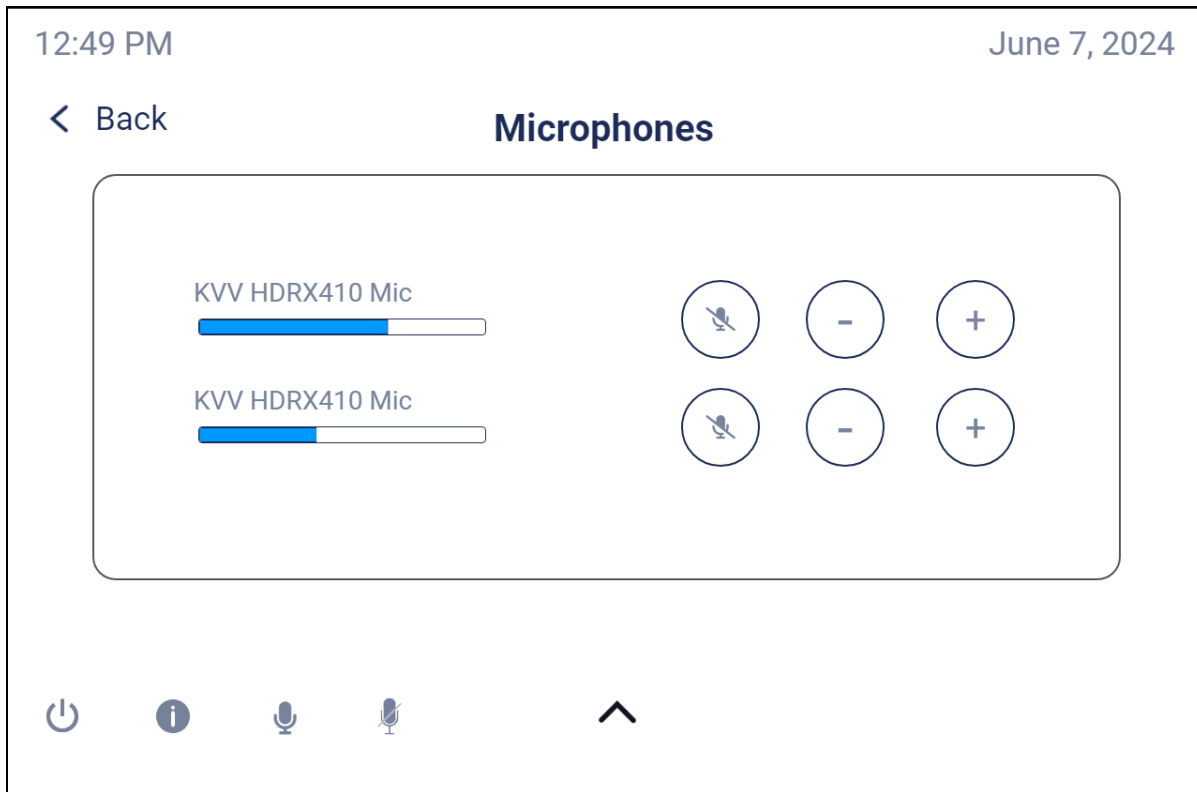 12:49 PM
June 7, 2024
Back
Microphones
KVV HDRX410 Mic
- +
KVV HDRX410 Mic
- +